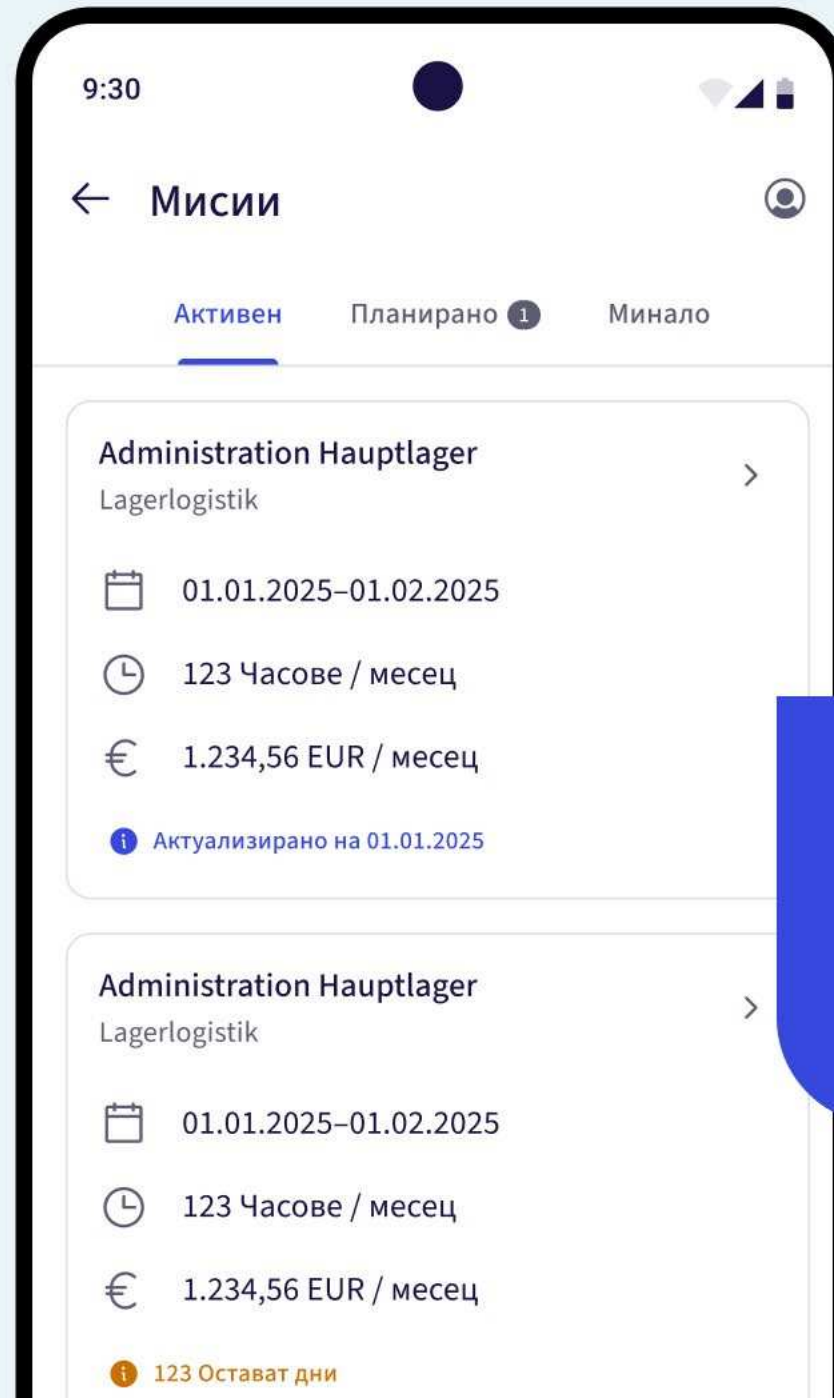 9:30
Мисии
Активен Планирано 1 Минало
Administration Hauptlager
Lagerlogistik
01.01.2025–01.02.2025
123 Часове / месец
1.234,56 EUR / месец
Актуализирано на 01.01.2025
Administration Hauptlager
Lagerlogistik
01.01.2025–01.02.2025
123 Часове / месец
1.234,56 EUR / месец
123 Остават дни